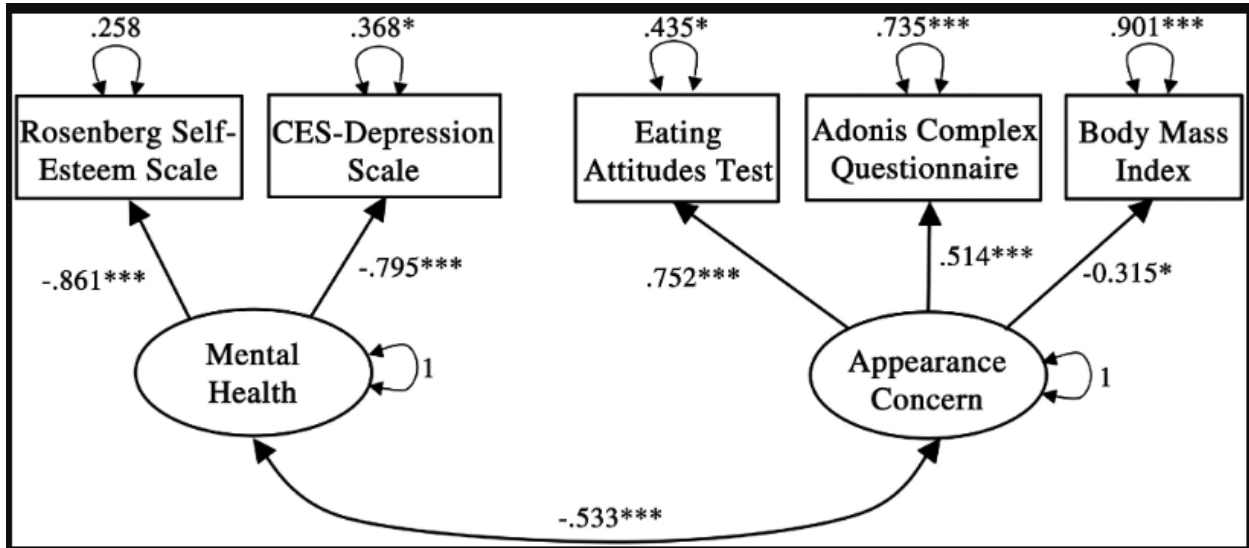 .258
.368*
.435*
.735***
.901***
Rosenberg Self-
Esteem Scale
CES-Depression
Scale
Eating
Attitudes Test
Adonis Complex
Questionnaire
Body Mass
Index
-.861***
-.795***
.752***
.514***
-0.315*
Mental
Health
1
Appearance
Concern
1
-.533***